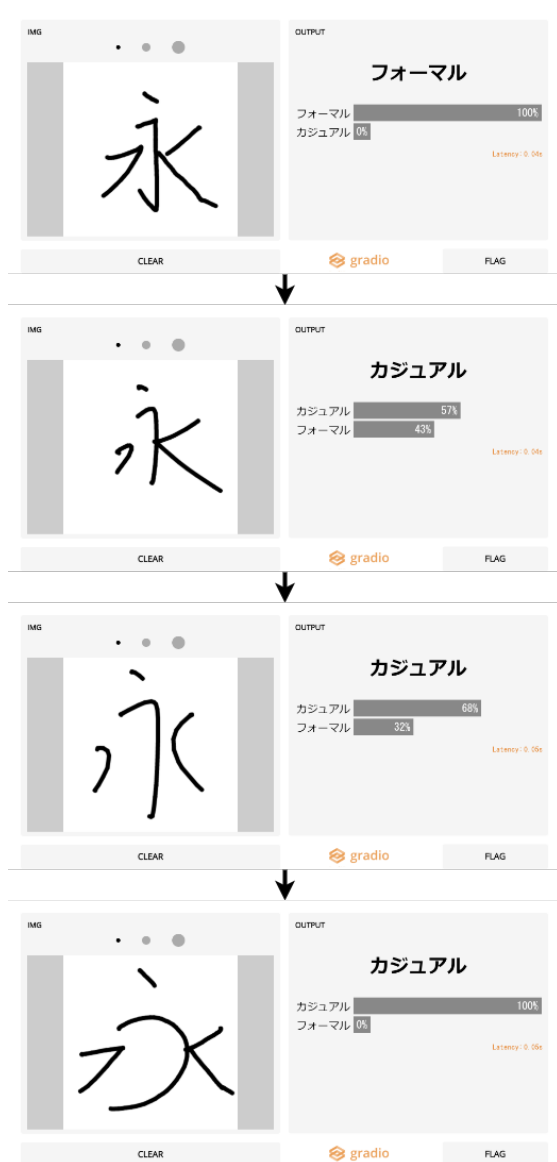 IMG
OUTPUT
永
フォーマル
フォーマル 100%
カジュアル 0%
Latency: 0.04s
CLEAR
gradio
FLAG
IMG
OUTPUT
永
カジュアル
カジュアル 57%
フォーマル 43%
Latency: 0.04s
CLEAR
gradio
FLAG
IMG
OUTPUT
永
カジュアル
カジュアル 68%
フォーマル 32%
Latency: 0.05s
CLEAR
gradio
FLAG
IMG
OUTPUT
永
カジュアル
カジュアル 100%
フォーマル 0%
Latency: 0.05s
CLEAR
gradio
FLAG